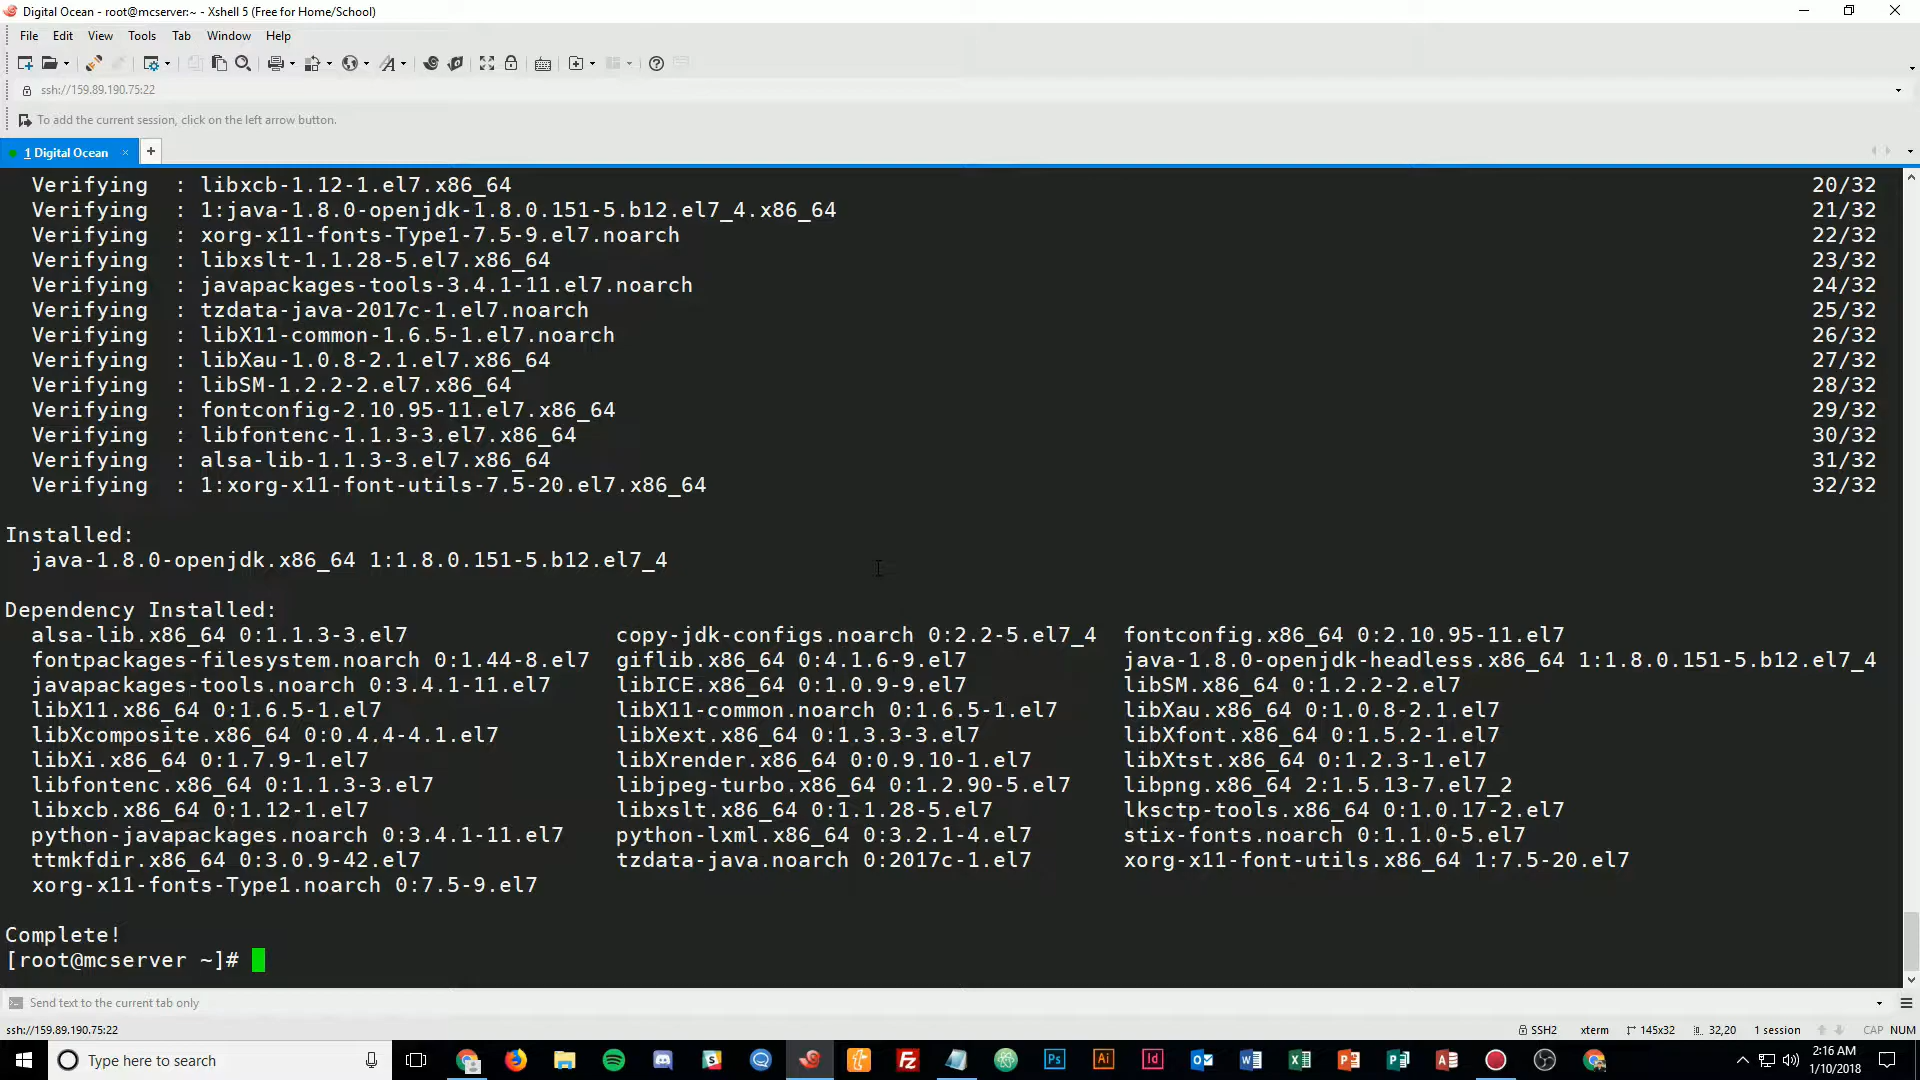 Digital Ocean - root@mcserver:~ - Xshell 5 (Free for Home/School)
File Edit View Tools Tab Window Help
ssh://159.89.190.75:22
To add the current session, click on the left arrow button.
1 Digital Ocean × +
Verifying : libxcb-1.12-1.el7.x86_64 20/32
Verifying : 1:java-1.8.0-openjdk-1.8.0.151-5.b12.el7_4.x86_64 21/32
Verifying : xorg-x11-fonts-Type1-7.5-9.el7.noarch 22/32
Verifying : libxslt-1.1.28-5.el7.x86_64 23/32
Verifying : javapackages-tools-3.4.1-11.el7.noarch 24/32
Verifying : tzdata-java-2017c-1.el7.noarch 25/32
Verifying : libX11-common-1.6.5-1.el7.noarch 26/32
Verifying : libXau-1.0.8-2.1.el7.x86_64 27/32
Verifying : libSM-1.2.2-2.el7.x86_64 28/32
Verifying : fontconfig-2.10.95-11.el7.x86_64 29/32
Verifying : libfontenc-1.1.3-3.el7.x86_64 30/32
Verifying : alsa-lib-1.1.3-3.el7.x86_64 31/32
Verifying : 1:xorg-x11-font-utils-7.5-20.el7.x86_64 32/32
Installed:
java-1.8.0-openjdk.x86_64 1:1.8.0.151-5.b12.el7_4
Dependency Installed:
alsa-lib.x86_64 0:1.1.3-3.el7 copy-jdk-configs.noarch 0:2.2-5.el7_4 fontconfig.x86_64 0:2.10.95-11.el7
fontpackages-filesystem.noarch 0:1.44-8.el7 giflib.x86_64 0:4.1.6-9.el7 java-1.8.0-openjdk-headless.x86_64 1:1.8.0.151-5.b12.el7_4
javapackages-tools.noarch 0:3.4.1-11.el7 libICE.x86_64 0:1.0.9-9.el7 libSM.x86_64 0:1.2.2-2.el7
libX11.x86_64 0:1.6.5-1.el7 libX11-common.noarch 0:1.6.5-1.el7 libXau.x86_64 0:1.0.8-2.1.el7
libXcomposite.x86_64 0:0.4.4-4.1.el7 libXext.x86_64 0:1.3.3-3.el7 libXfont.x86_64 0:1.5.2-1.el7
libXi.x86_64 0:1.7.9-1.el7 libXrender.x86_64 0:0.9.10-1.el7 libXtst.x86_64 0:1.2.3-1.el7
libfontenc.x86_64 0:1.1.3-3.el7 libjpeg-turbo.x86_64 0:1.2.90-5.el7 libpng.x86_64 2:1.5.13-7.el7_2
libxcb.x86_64 0:1.12-1.el7 libxslt.x86_64 0:1.1.28-5.el7 lksctp-tools.x86_64 0:1.0.17-2.el7
python-javapackages.noarch 0:3.4.1-11.el7 python-lxml.x86_64 0:3.2.1-4.el7 stix-fonts.noarch 0:1.1.0-5.el7
ttmkfdir.x86_64 0:3.0.9-42.el7 tzdata-java.noarch 0:2017c-1.el7 xorg-x11-font-utils.x86_64 1:7.5-20.el7
xorg-x11-fonts-Type1.noarch 0:7.5-9.el7
Complete!
[root@mcserver ~]#
Send text to the current tab only
ssh://159.89.190.75:22 SSH2 xterm 145x32 32,20 1 session CAP NUM
Type here to search 2:16 AM
1/10/2018